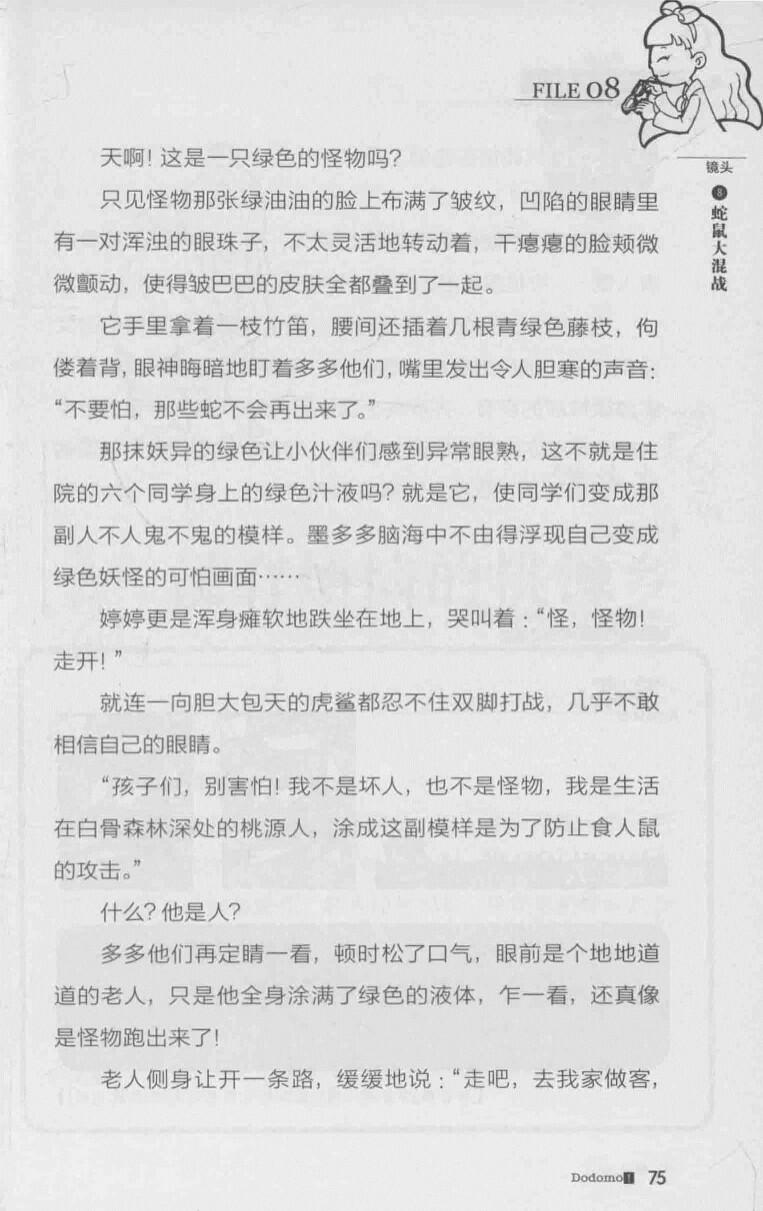 FILE 08
镜头
8
蛇鼠大混战
天啊！这是一只绿色的怪物吗？
只见怪物那张绿油油的脸上布满了皱纹，凹陷的眼睛里
有一对浑浊的眼珠子，不太灵活地转动着，干瘪瘪的脸颊微
微颤动，使得皱巴巴的皮肤全都叠到了一起。
它手里拿着一枝竹笛，腰间还插着几根青绿色藤枝，佝
偻着背，眼神晦暗地盯着多多他们，嘴里发出令人胆寒的声音：
“不要怕，那些蛇不会再出来了。”
那抹妖异的绿色让小伙伴们感到异常眼熟，这不就是住
院的六个同学身上的绿色汁液吗？就是它，使同学们变成那
副人不人鬼不鬼的模样。墨多多脑海中不由得浮现自己变成
绿色妖怪的可怕画面……
婷婷更是浑身瘫软地跌坐在地上，哭叫着：“怪，怪物！
走开！”
就连一向胆大包天的虎鲨都忍不住双脚打战，几乎不敢
相信自己的眼睛。
“孩子们，别害怕！我不是坏人，也不是怪物，我是生活
在白骨森林深处的桃源人，涂成这副模样是为了防止食人鼠
的攻击。”
什么？他是人？
多多他们再定睛一看，顿时松了口气，眼前是个地地道
道的老人，只是他全身涂满了绿色的液体，乍一看，还真像
是怪物跑出来了！
老人侧身让开一条路，缓缓地说：“走吧，去我家做客，
Dodomo 75